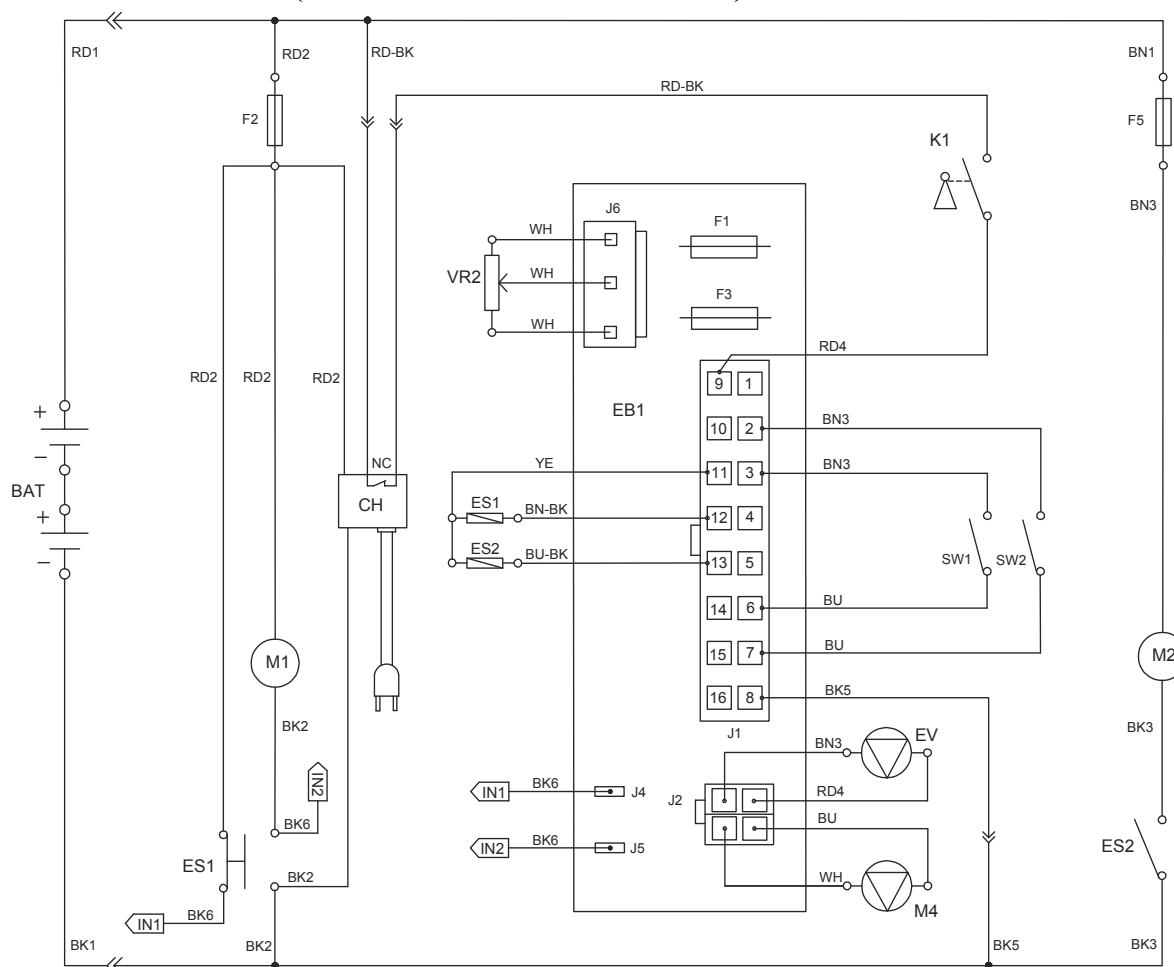 RD1
RD2
RD-BK
BN1
RD-BK
F2
F5
K1
BN3
J6
F1
WH
VR2
WH
F3
WH
RD4
RD2
RD2
RD2
9 1
EB1
+
10 2
BN3
−
NC
YE
11 3
BN3
BAT
CH
ES1
BN-BK
12 4
+
ES2
BU-BK
13 5
SW1
SW2
−
14 6
BU
M1
15 7
BU
M2
16 8
BK5
BK2
J1
BN3
EV
BK3
IN2
IN1
BK6
J4
J2
RD4
BK6
BU
ES1
IN2
BK6
J5
ES2
BK2
WH
M4
IN1
BK6
BK1
BK2
BK5
BK3